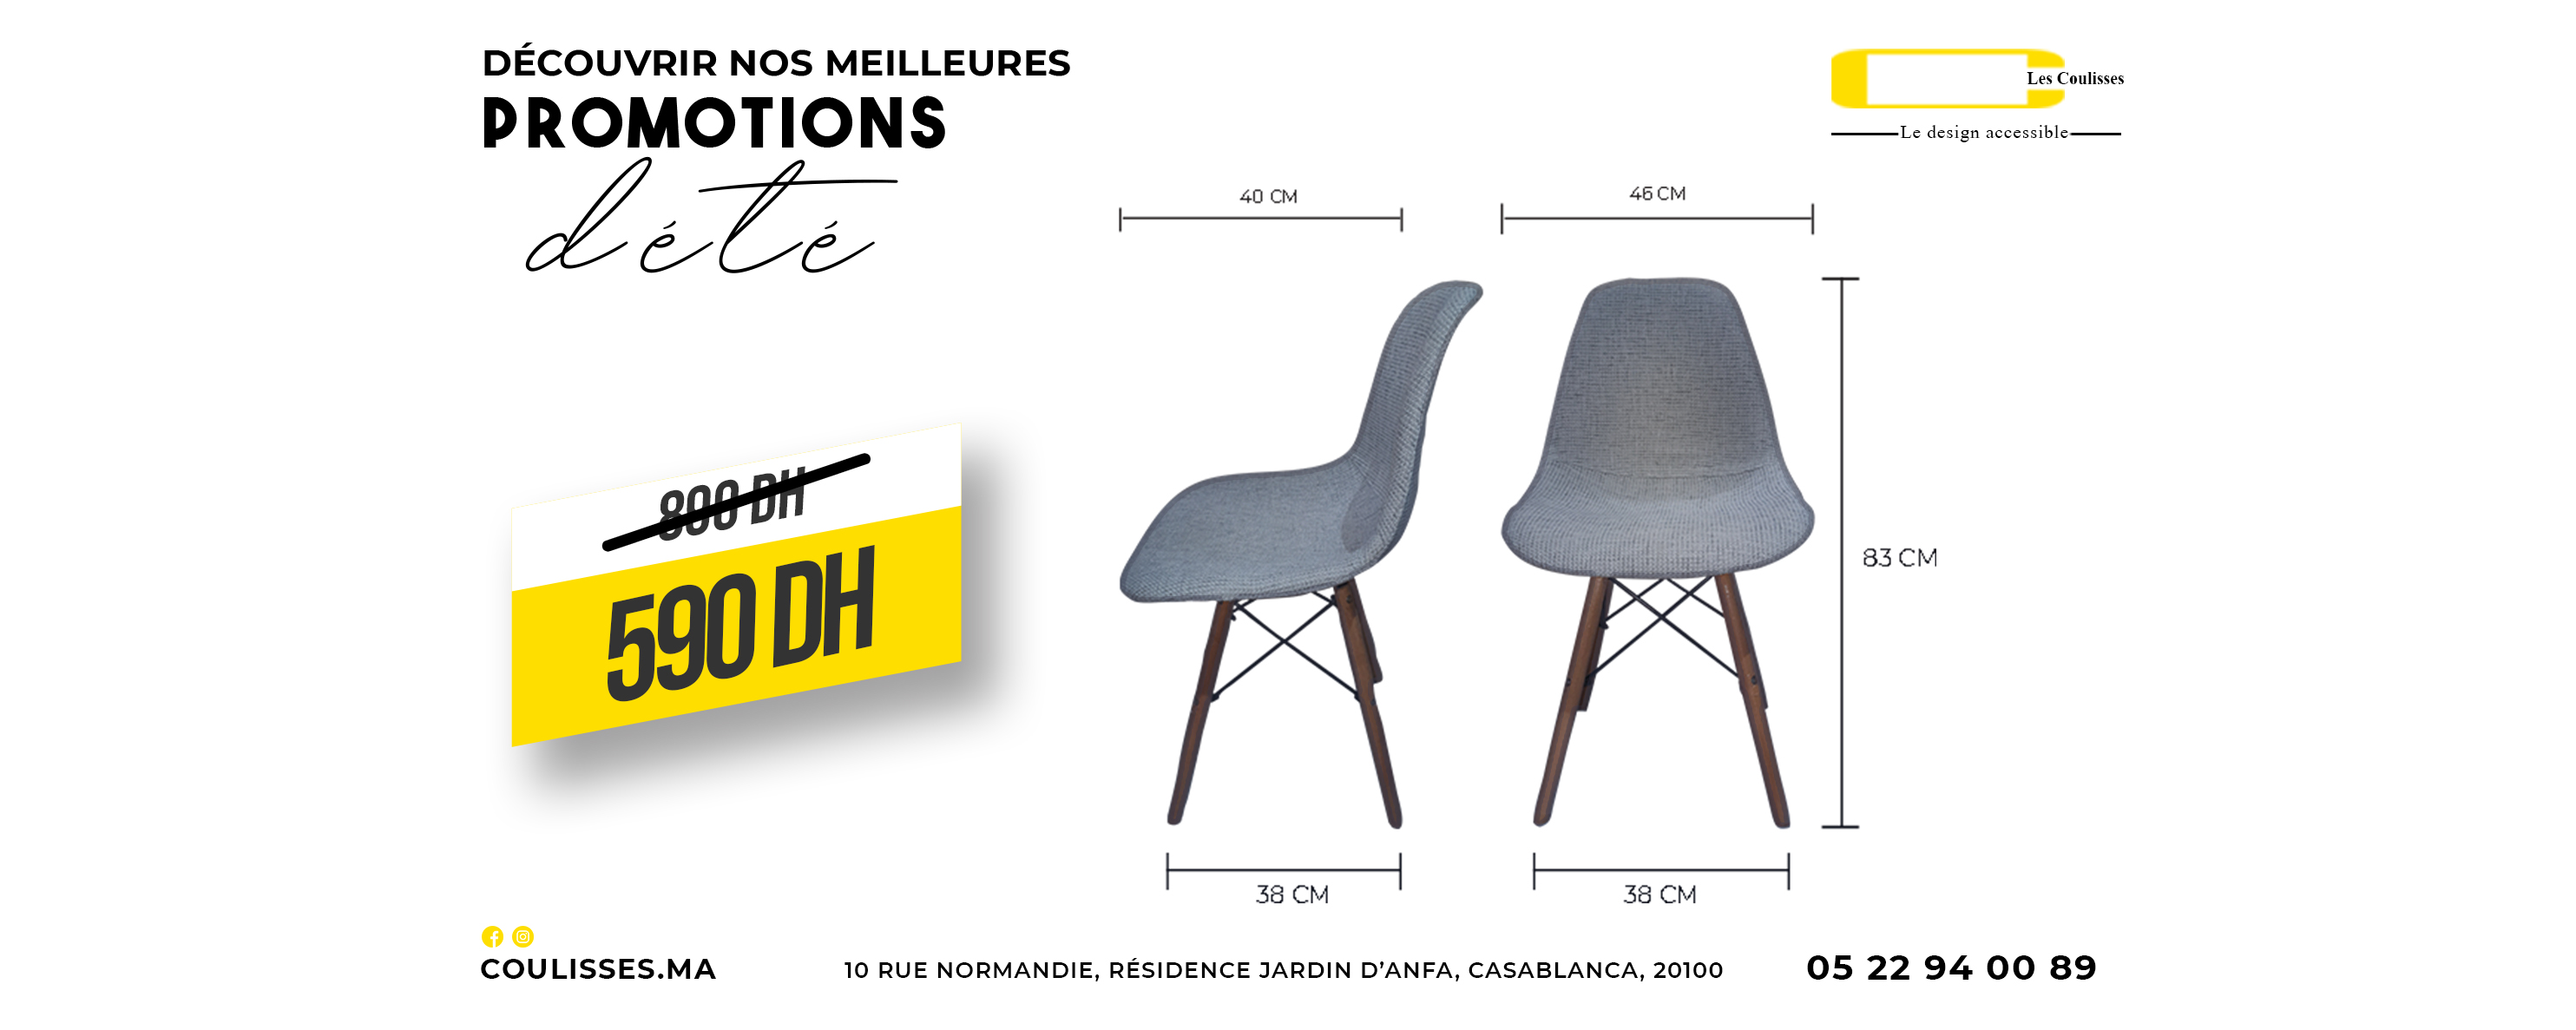 DÉCOUVRIR NOS MEILLEURES
PROMOTIONS
d'été
Les Coulisses
Le design accessible
40 CM
46 CM
800 DH
590 DH
83 CM
38 CM
38 CM
COULISSES.MA
10 RUE NORMANDIE, RÉSIDENCE JARDIN D’ANFA, CASABLANCA, 20100
05 22 94 00 89